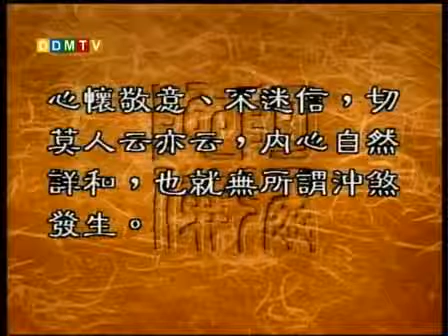 DDMTV
心懷敬意、不迷信，切
莫人云亦云，內心自然
詳和，也就無所謂沖煞
發生。